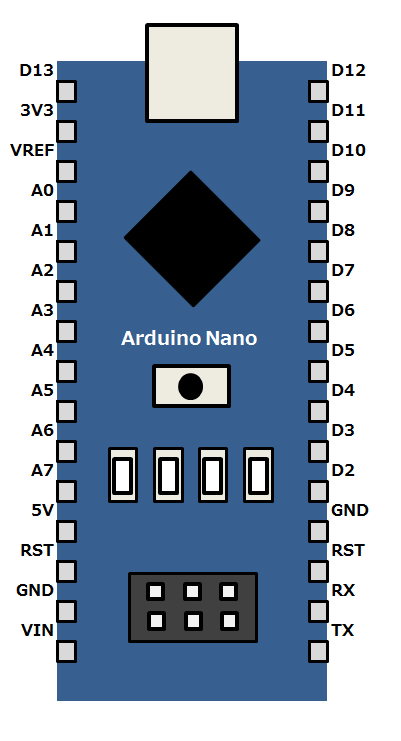 D13 D12
3V3 D11
VREF D10
A0 D9
A1 D8
A2 D7
A3 D6
Arduino Nano
A4 D5
A5 D4
A6 D3
A7 D2
5V GND
RST RST
GND RX
VIN TX